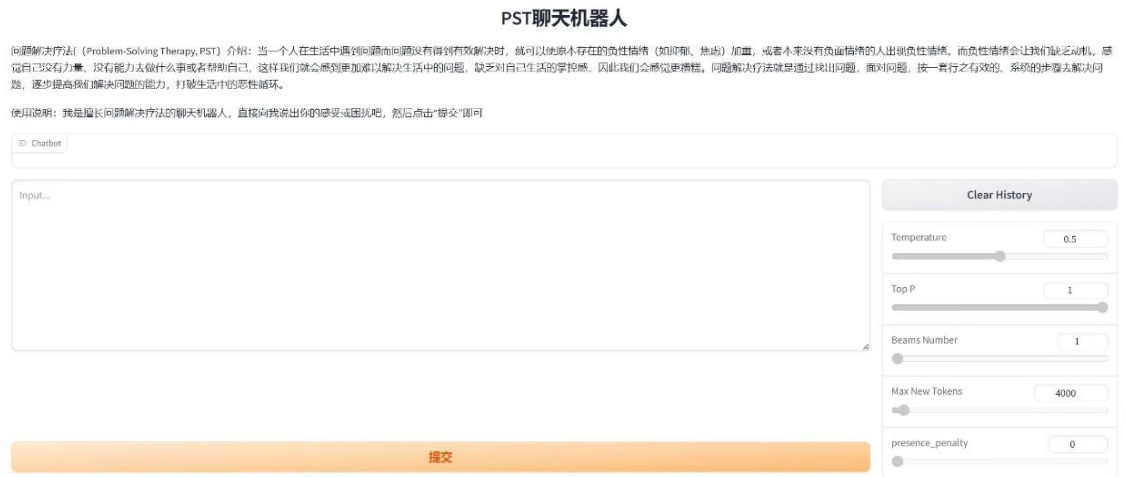 PST聊天机器人
问题解决疗法(（Problem-Solving Therapy, PST）介绍：当一个人在生活中遇到问题而问题没有得到有效解决时，就可以使原本存在的负性情绪（如抑郁、焦虑）加重，或者本来没有负面情绪的人出现负性情绪。而负性情绪会让我们缺乏动机，感
觉自己没有力量、没有能力去做什么事或者帮助自己，这样我们就会感到更加难以解决生活中的问题，缺乏对自己生活的掌控感，因此我们会感觉更糟糕。问题解决疗法就是通过找出问题，面对问题，按一套行之有效的、系统的步骤去解决问
题，逐步提高我们解决问题的能力，打破生活中的恶性循环。
使用说明：我是擅长问题解决疗法的聊天机器人，直接向我说出你的感受或困扰吧，然后点击“提交”即可
Chatbot
Input...
Clear History
Temperature 0.5
Top P 1
Beams Number 1
Max New Tokens 4000
presence_penalty 0
提交